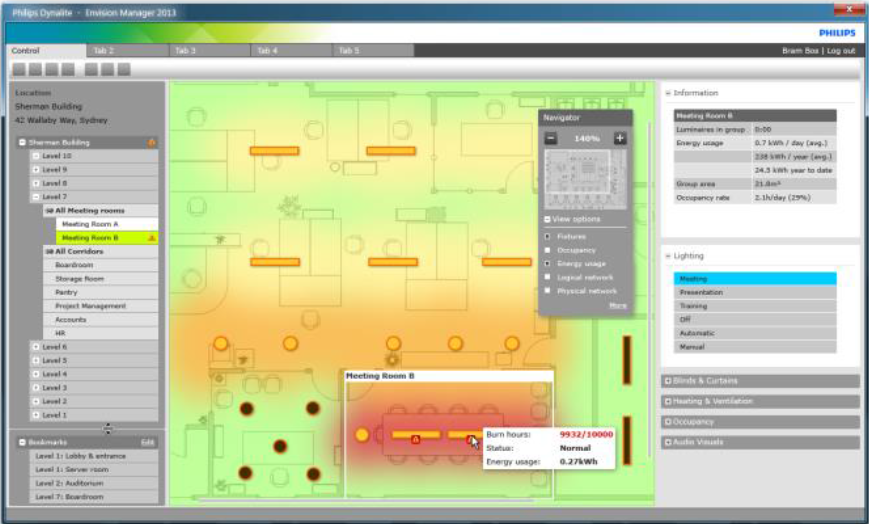 Philips Dynalite - Envision Manager 2013
PHILIPS
Control
Tab 2
Tab 3
Tab 4
Tab 5
Bram Bos | Log out
Location
Sherman Building
42 Wallaby Way, Sydney
Sherman Building
Level 10
Level 9
Level 8
Level 7
All Meeting rooms
Meeting Room A
Meeting Room B
All Corridors
Boardroom
Storage Room
Pantry
Project Management
Accounts
HR
Level 6
Level 5
Level 4
Level 3
Level 2
Level 1
Bookmarks
Edit
Level 1: Lobby & entrance
Level 1: Server room
Level 2: Auditorium
Level 7: Boardroom
Navigator
140%
View options
Fixtures
Occupancy
Energy usage
Logical network
Physical network
More
Meeting Room B
Burn hours: 9932/10000
Status: Normal
Energy usage: 0.27kWh
Information
Meeting Room B
Luminaires in group 0:00
Energy usage 0.7 kWh / day (avg.)
238 kWh / year (avg.)
24.5 kWh year to date
Group area 21.8m²
Occupancy rate 2.1h/day (29%)
Lighting
Meeting
Presentation
Training
Off
Automatic
Manual
Blinds & Curtains
Heating & Ventilation
Occupancy
Audio Visuals